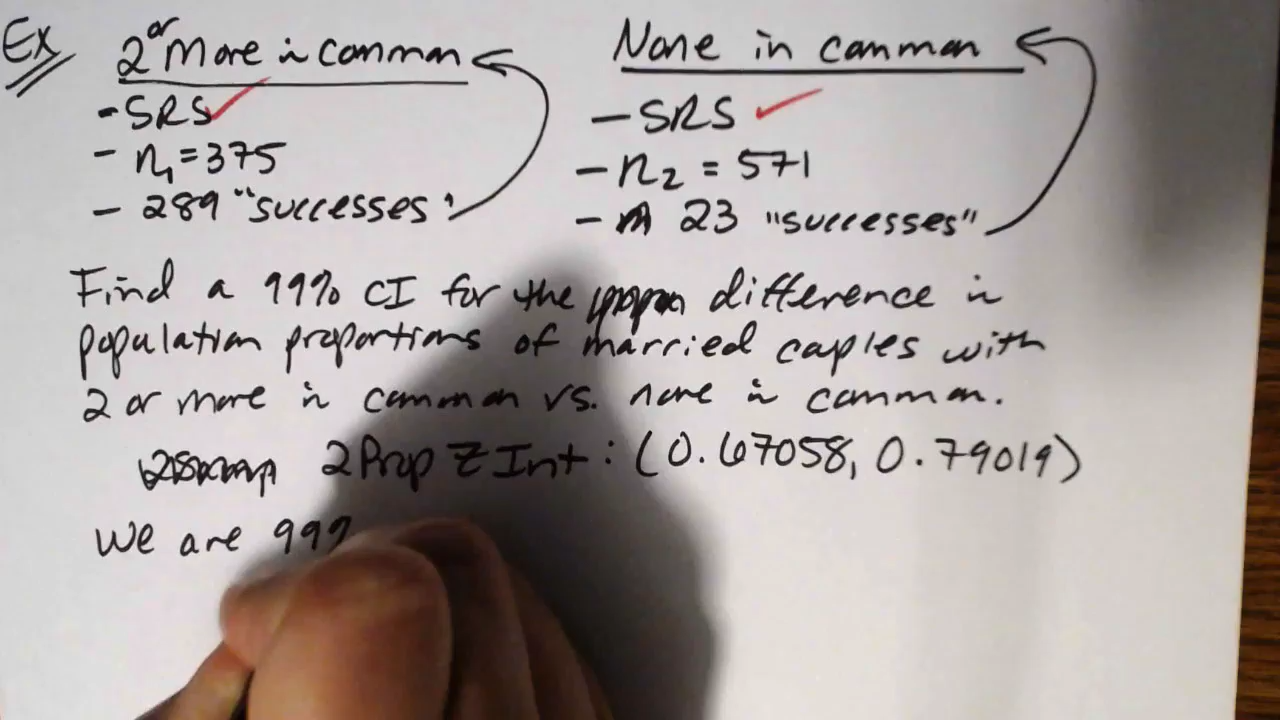 Ex
2 or More in common
- SRS
- n1 = 375
- 289 "successes"
None in common
- SRS
- n2 = 571
- 23 "successes"
Find a 99% CI for the difference in
population proportions of married couples with
2 or more in common vs. none in common.
2 Prop Z Int: (0.67058, 0.79019)
We are 99%